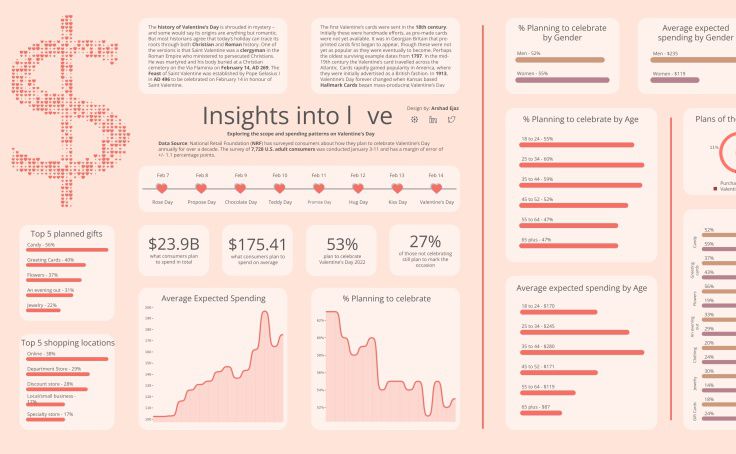 The history of Valentine's Day is shrouded in mystery –
and some would say its origins are anything but romantic.
But most historians agree that today's holiday can trace its
roots through both Christian and Roman history. One of
the versions is that Saint Valentine was a clergyman in the
Roman Empire who ministered to persecuted Christians.
He was martyred and his body buried at a Christian
cemetery on the Via Flaminia on February 14, AD 269. The
Feast of Saint Valentine was established by Pope Gelasius I
in AD 496 to be celebrated on February 14 in honour of
Saint Valentine.
The first Valentine's cards were sent in the 18th century.
Initially these were handmade efforts, as pre-made cards
were not yet available. It was in Georgian Britain that pre-
printed cards first began to appear, though these were not
yet as popular as they were eventually to become. Perhaps
the oldest surviving example dates from 1797. In the mid-
19th century the Valentine's card travelled across the
Atlantic. Cards rapidly gained popularity in America, where
they were initially advertised as a British fashion. In 1913,
Valentine's Day forever changed when Kansas based
Hallmark Cards began mass-producing Valentine's Day
Insights into l ve
Design By: Arshad Ejaz
in
Exploring the scope and spending patterns on Valentine's Day
Data Source: National Retail Foundation (NRF) has surveyed consumers about how they plan to celebrate Valentine's Day
annually for over a decade. The survey of 7,728 U.S. adult consumers was conducted January 3-11 and has a margin of error of
+/- 1.1 percentage points.
Feb 7 Feb 8 Feb 9 Feb 10 Feb 11 Feb 12 Feb 13 Feb 14
Rose Day Propose Day Chocolate Day Teddy Day Promise Day Hug Day Kiss Day Valentine's Day
$23.9B
what consumers plan
to spend in total
$175.41
what consumers plan to
spend on average
53%
plan to celebrate
Valentine's Day 2022
27%
of those not celebrating
still plan to mark the
occasion
Top 5 planned gifts
Candy - 56%
Greeting Cards - 40%
Flowers - 37%
An evening out - 31%
Jewelry - 22%
Top 5 shopping locations
Online - 38%
Department Store - 29%
Discount store - 28%
Local/small business -
17%
Specialty store - 17%
Average Expected Spending
200
190
180
170
160
150
140
130
120
110
100
% Planning to celebrate
62%
60%
58%
56%
54%
52%
% Planning to celebrate
by Gender
Men - 52%
Women - 55%
Average expected
spending by Gender
Men - $235
Women - $119
% Planning to celebrate by Age
18 to 24 - 55%
25 to 34 - 60%
35 to 44 - 59%
45 to 52 - 52%
55 to 64 - 47%
65 plus - 47%
Average expected spending by Age
18 to 24 - $170
25 to 34 - $245
35 to 44 - $280
45 to 52 - $171
55 to 64 - $119
65 plus - $87
Plans of th
11%
Purcha
Valenti
Candy
52%
59%
Greeting
cards
37%
43%
Flowers
56%
19%
An evening
out
33%
29%
Clothing
20%
24%
Jewelry
30%
14%
Gift Cards
18%
24%